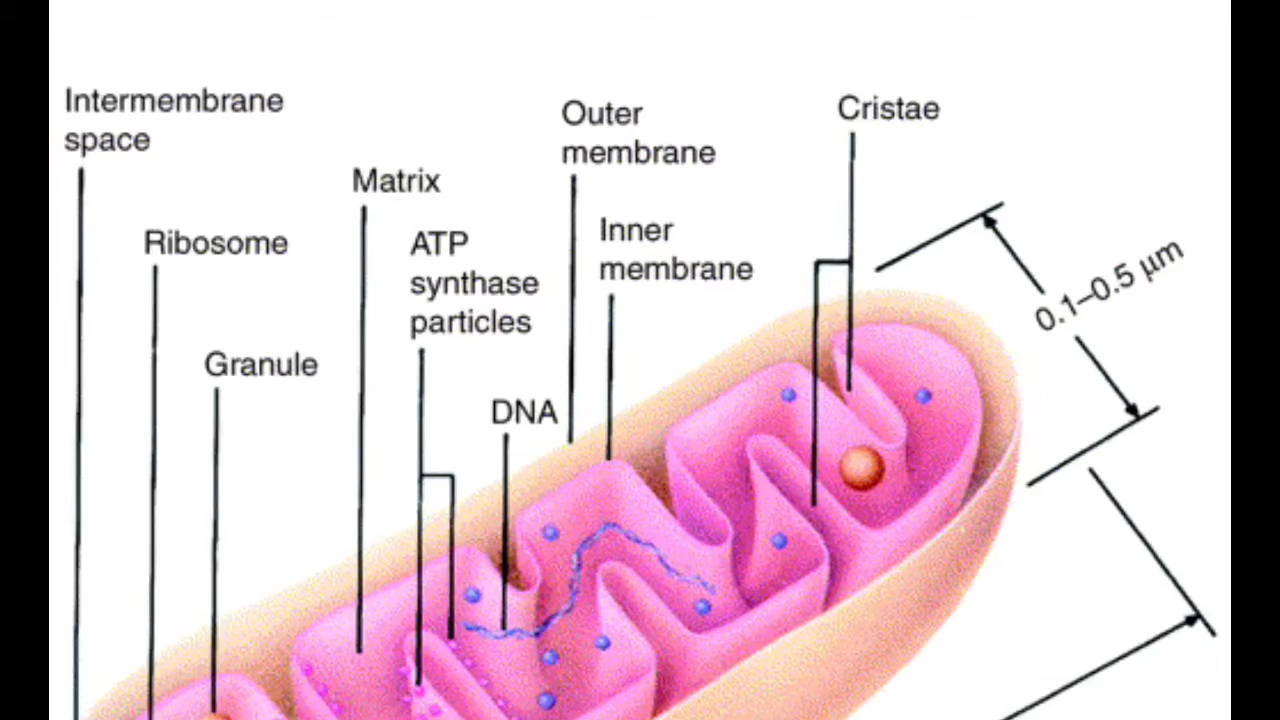 Intermembrane
space
Outer
membrane
Cristae
Matrix
Ribosome
ATP
synthase
particles
Inner
membrane
0.1–0.5 μm
Granule
DNA